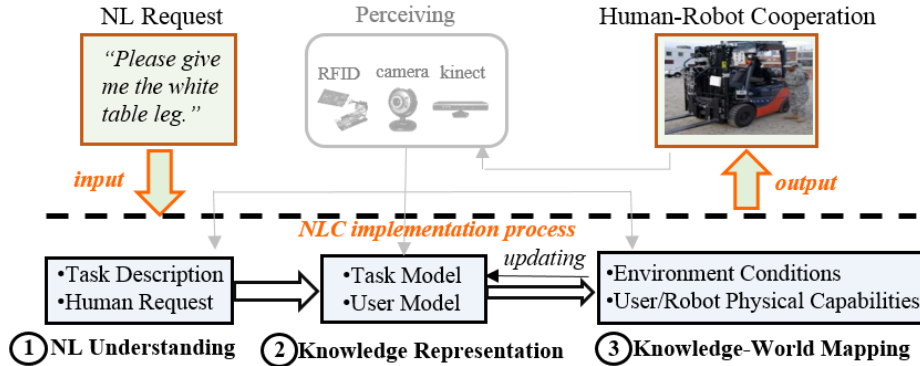 NL Request
Perceiving
Human-Robot Cooperation
“Please give
me the white
table leg.”
RFID camera kinect
input
output
NLC implementation process
•Task Description
•Human Request
•Task Model
•User Model
updating
•Environment Conditions
•User/Robot Physical Capabilities
1 NL Understanding
2 Knowledge Representation
3 Knowledge-World Mapping